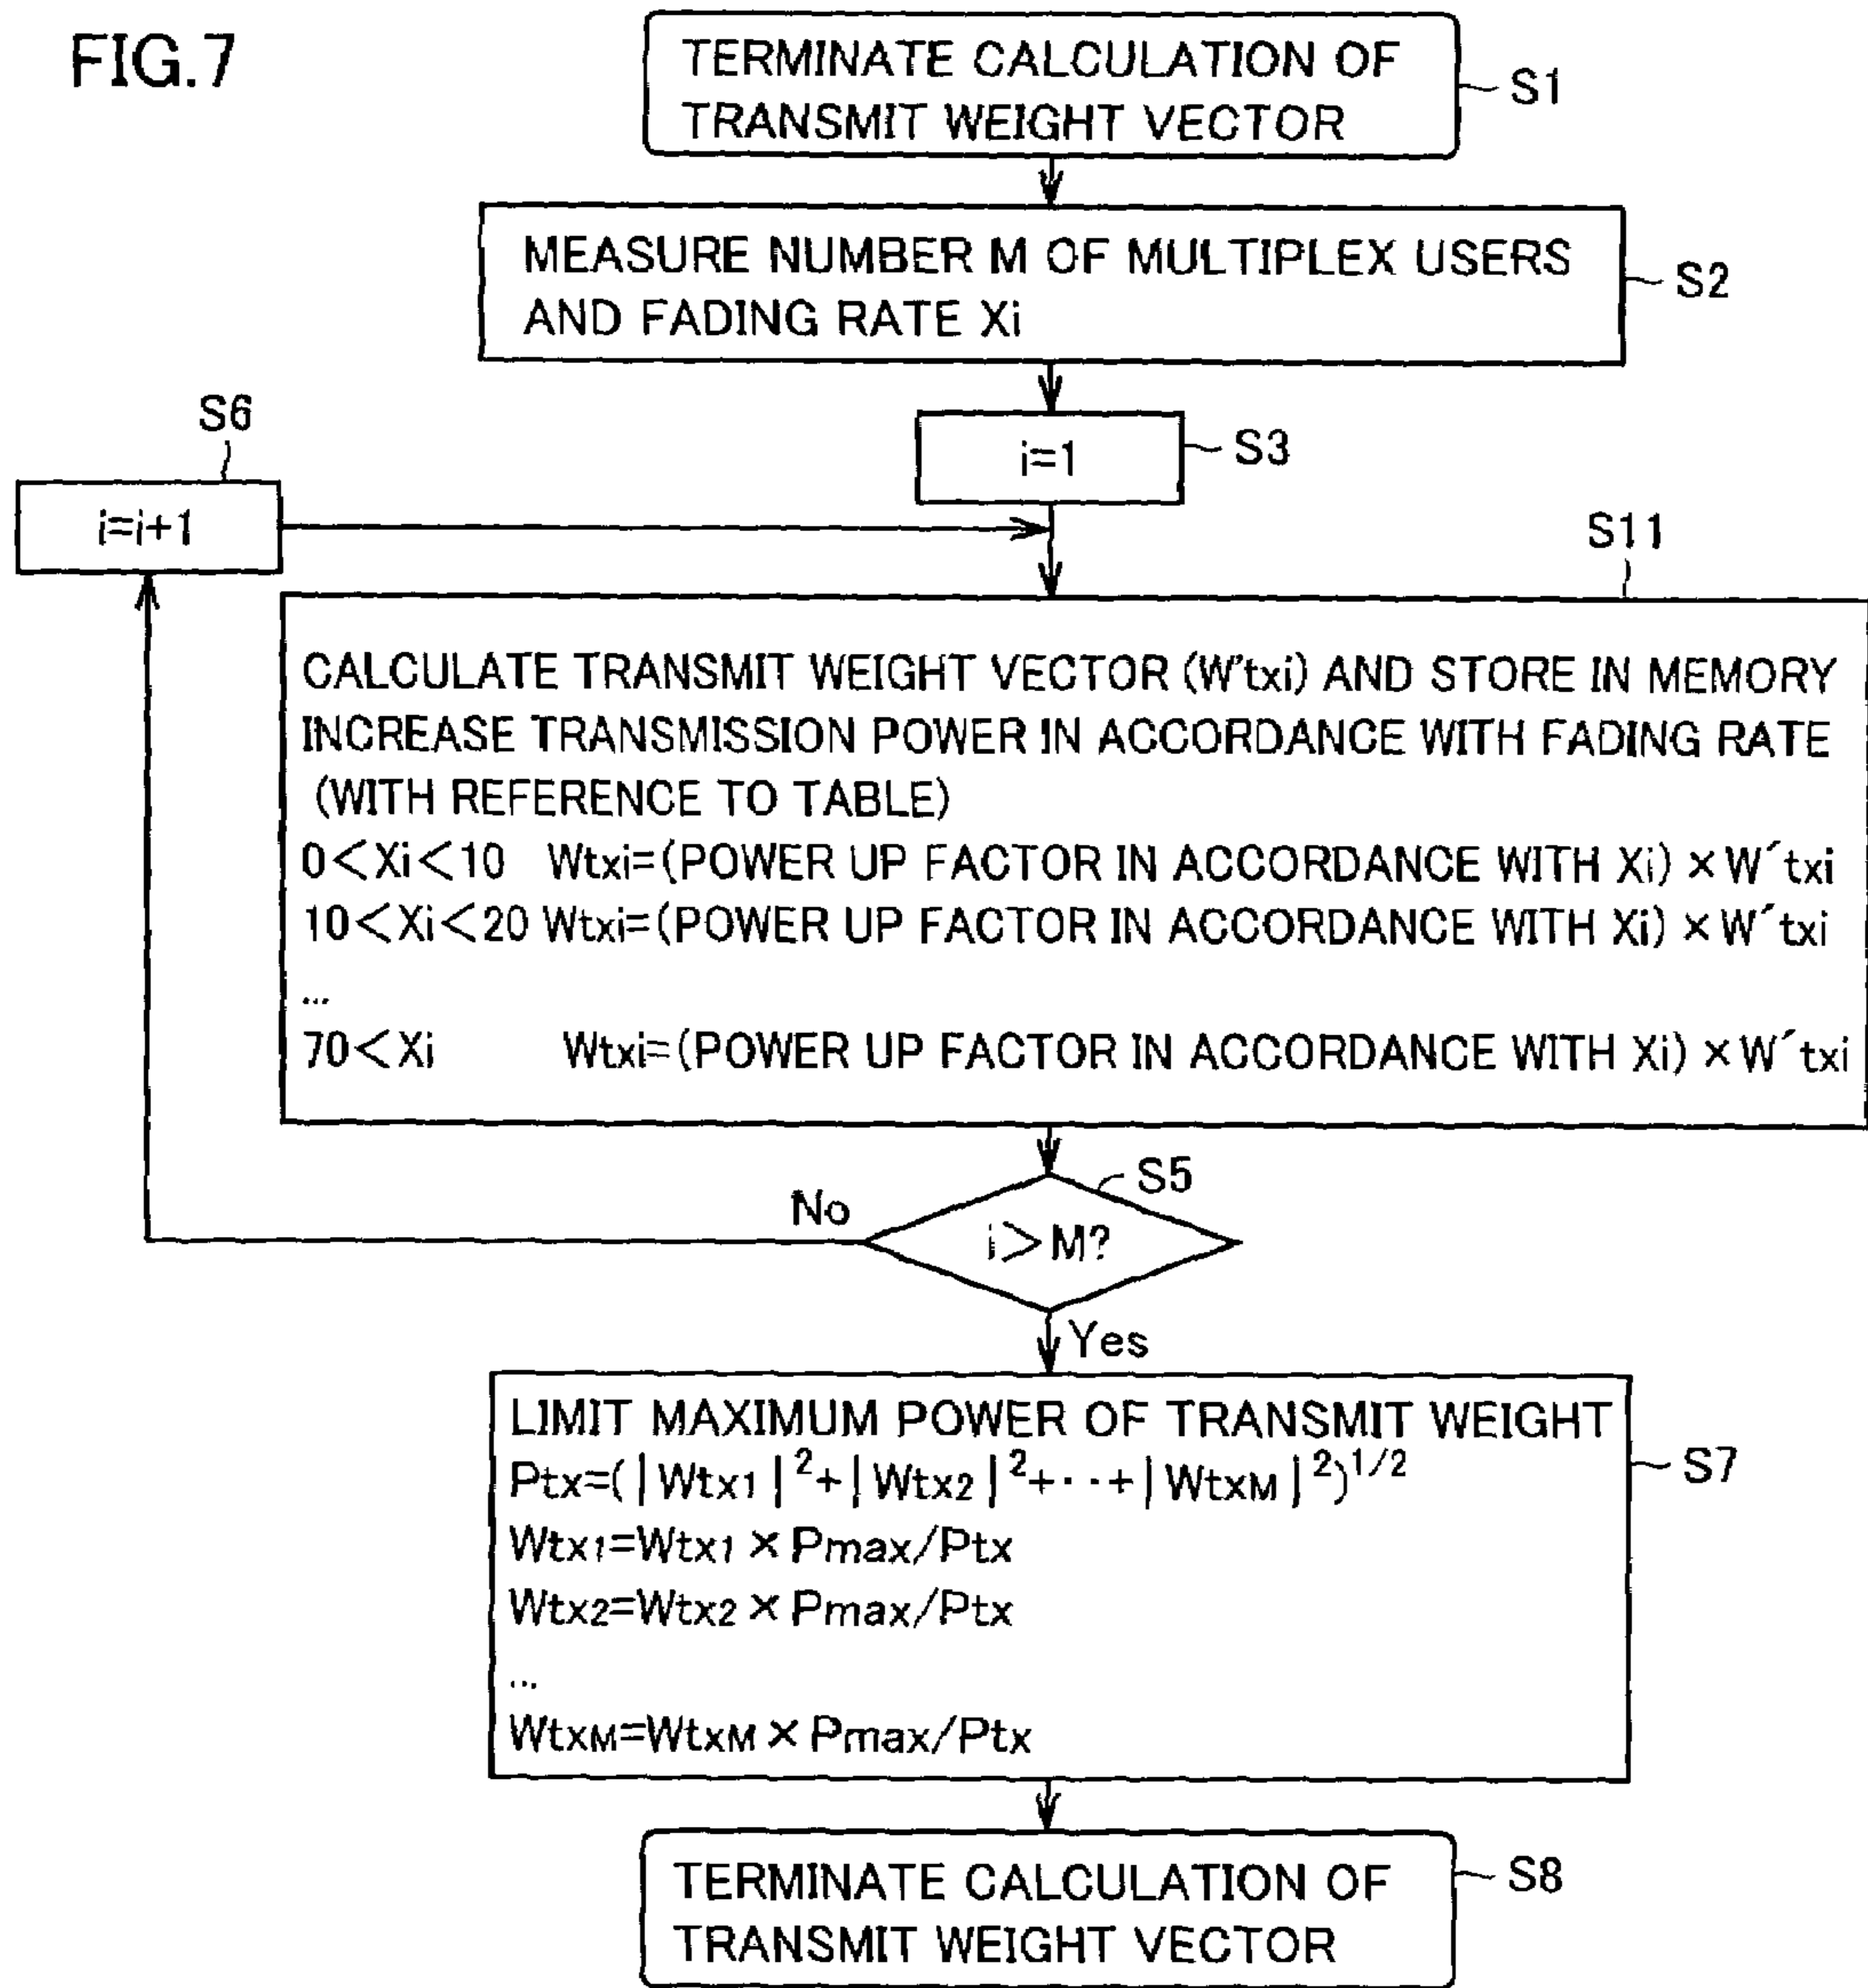 FIG.7
TERMINATE CALCULATION OF
TRANSMIT WEIGHT VECTOR
S1
MEASURE NUMBER M OF MULTIPLEX USERS
AND FADING RATE Xi
S2
i=1
S3
S6
i=i+1
S11
CALCULATE TRANSMIT WEIGHT VECTOR (W'txi) AND STORE IN MEMORY
INCREASE TRANSMISSION POWER IN ACCORDANCE WITH FADING RATE
(WITH REFERENCE TO TABLE)
0<Xi<10 Wtxi=(POWER UP FACTOR IN ACCORDANCE WITH Xi) × W´txi
10<Xi<20 Wtxi=(POWER UP FACTOR IN ACCORDANCE WITH Xi) × W´txi
...
70<Xi Wtxi=(POWER UP FACTOR IN ACCORDANCE WITH Xi) × W´txi
S5
No
i>M?
Yes
LIMIT MAXIMUM POWER OF TRANSMIT WEIGHT
Ptx=(|Wtx1|²+|Wtx2|²+‥+|WtxM|²)^1/2
Wtx1=Wtx1 × Pmax/Ptx
Wtx2=Wtx2 × Pmax/Ptx
...
WtxM=WtxM × Pmax/Ptx
S7
TERMINATE CALCULATION OF
TRANSMIT WEIGHT VECTOR
S8